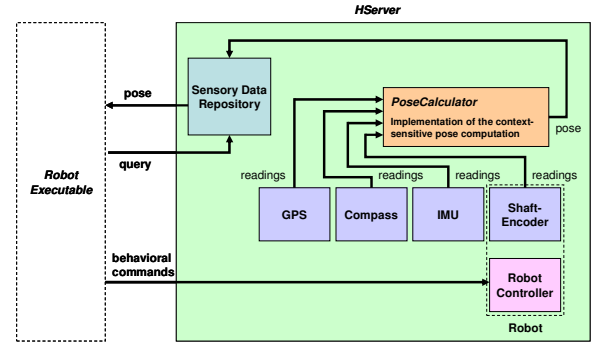 HServer
Sensory Data
Repository
pose
query
Robot
Executable
PoseCalculator
Implementation of the context-
sensitive pose computation
pose
readings
readings
readings
readings
GPS
Compass
IMU
Shaft-
Encoder
behavioral
commands
Robot
Controller
Robot